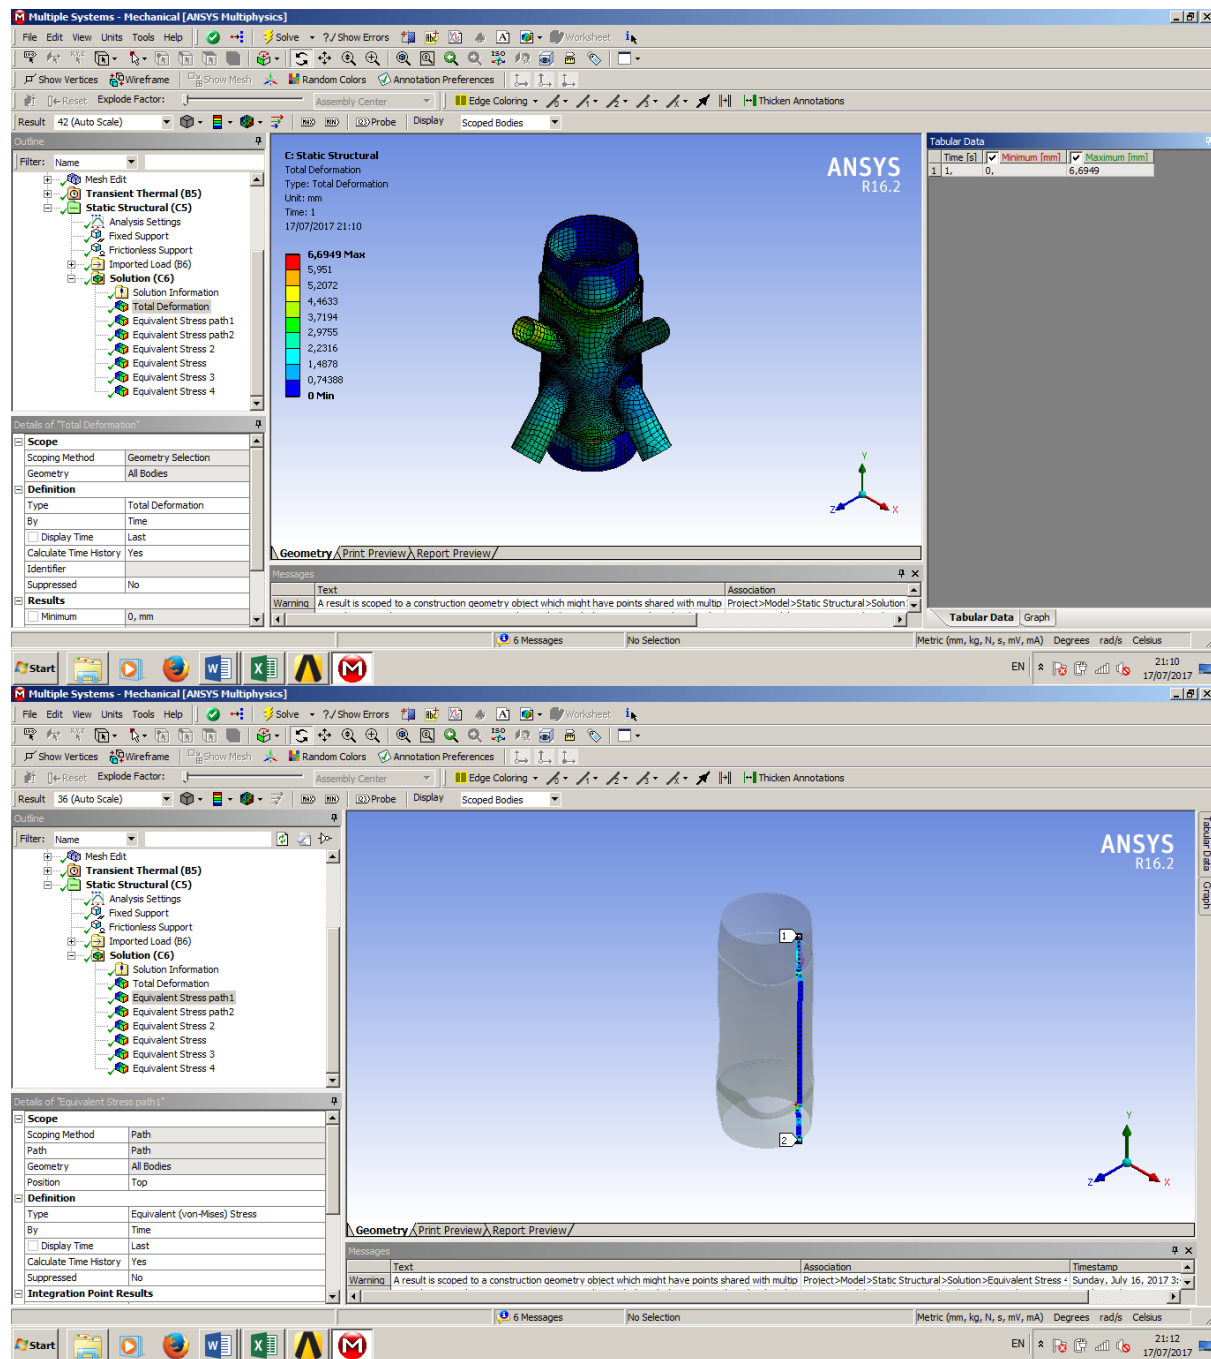 Multiple Systems - Mechanical [ANSYS Multiphysics]
File Edit View Units Tools Help Solve ?/ Show Errors Worksheet
Show Vertices Wireframe Show Mesh Random Colors Annotation Preferences
Reset Explode Factor: Assembly Center Edge Coloring Thicken Annotations
Result 42 (Auto Scale) Probe Display Scoped Bodies
Outline
Filter: Name
Mesh Edit
Transient Thermal (B5)
Static Structural (C5)
Analysis Settings
Fixed Support
Frictionless Support
Imported Load (B6)
Solution (C6)
Solution Information
Total Deformation
Equivalent Stress path1
Equivalent Stress path2
Equivalent Stress 2
Equivalent Stress
Equivalent Stress 3
Equivalent Stress 4
Details of "Total Deformation"
Scope
Scoping Method Geometry Selection
Geometry All Bodies
Definition
Type Total Deformation
By Time
Display Time Last
Calculate Time History Yes
Identifier
Suppressed No
Results
Minimum 0, mm
C: Static Structural
Total Deformation
Type: Total Deformation
Unit: mm
Time: 1
17/07/2017 21:10
6,6949 Max
5,951
5,2072
4,4633
3,7194
2,9755
2,2316
1,4878
0,74388
0 Min
ANSYS
R16.2
Y
Z X
Geometry Print Preview Report Preview
Messages
Text Association
Warning A result is scoped to a construction geometry object which might have points shared with multip Project>Model>Static Structural>Solution
Tabular Data
Time [s] Minimum [mm] Maximum [mm]
1 1, 0, 6,6949
Tabular Data Graph
6 Messages No Selection Metric (mm, kg, N, s, mV, mA) Degrees rad/s Celsius
Start EN 21:10
17/07/2017
Multiple Systems - Mechanical [ANSYS Multiphysics]
File Edit View Units Tools Help Solve ?/ Show Errors Worksheet
Show Vertices Wireframe Show Mesh Random Colors Annotation Preferences
Reset Explode Factor: Assembly Center Edge Coloring Thicken Annotations
Result 36 (Auto Scale) Probe Display Scoped Bodies
Outline
Filter: Name
Mesh Edit
Transient Thermal (B5)
Static Structural (C5)
Analysis Settings
Fixed Support
Frictionless Support
Imported Load (B6)
Solution (C6)
Solution Information
Total Deformation
Equivalent Stress path1
Equivalent Stress path2
Equivalent Stress 2
Equivalent Stress
Equivalent Stress 3
Equivalent Stress 4
Details of "Equivalent Stress path1"
Scope
Scoping Method Path
Path Path
Geometry All Bodies
Position Top
Definition
Type Equivalent (von-Mises) Stress
By Time
Display Time Last
Calculate Time History Yes
Suppressed No
Integration Point Results
ANSYS
R16.2
1
2
Y
Z X
Tabular Data
Graph
Geometry Print Preview Report Preview
Messages
Text Association Timestamp
Warning A result is scoped to a construction geometry object which might have points shared with multip Project>Model>Static Structural>Solution>Equivalent Stress 4 Sunday, July 16, 2017 3:
6 Messages No Selection Metric (mm, kg, N, s, mV, mA) Degrees rad/s Celsius
Start EN 21:12
17/07/2017